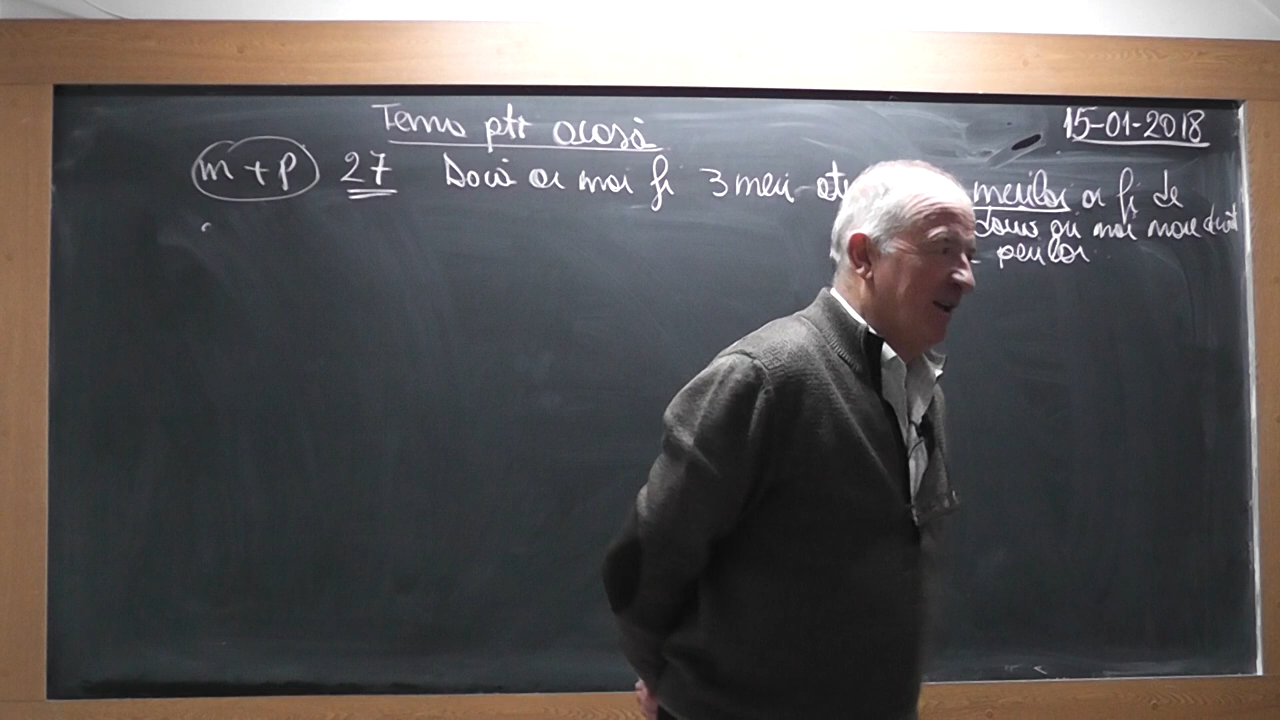 Tema ptr acasă
15-01-2018
m+p 27 Dacă ar mai fi 3 meri merilor ar fi de
două ori mai mare decât
perilor